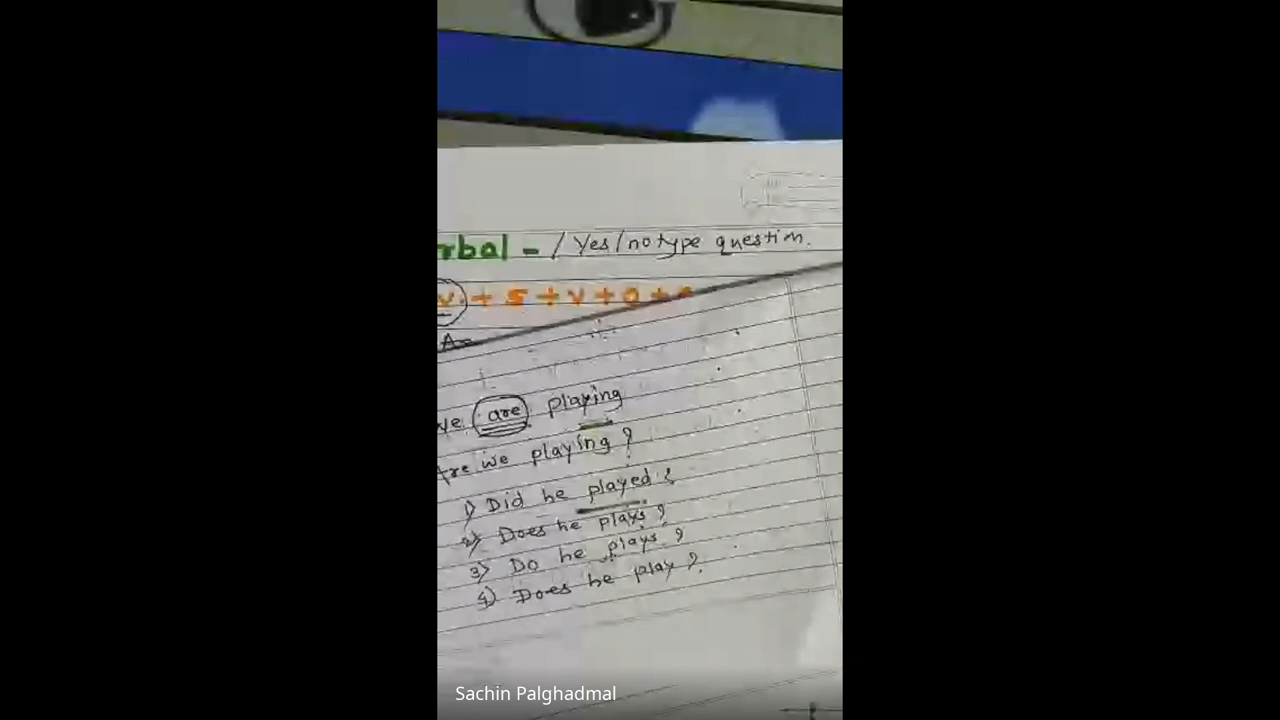 rbal - / Yes/no type question.
v. + S + V + O +
A
We are playing
Are we playing ?
1) Did he played ?
2) Does he plays ?
3) Do he plays ?
4) Does he play ?
Sachin Palghadmal